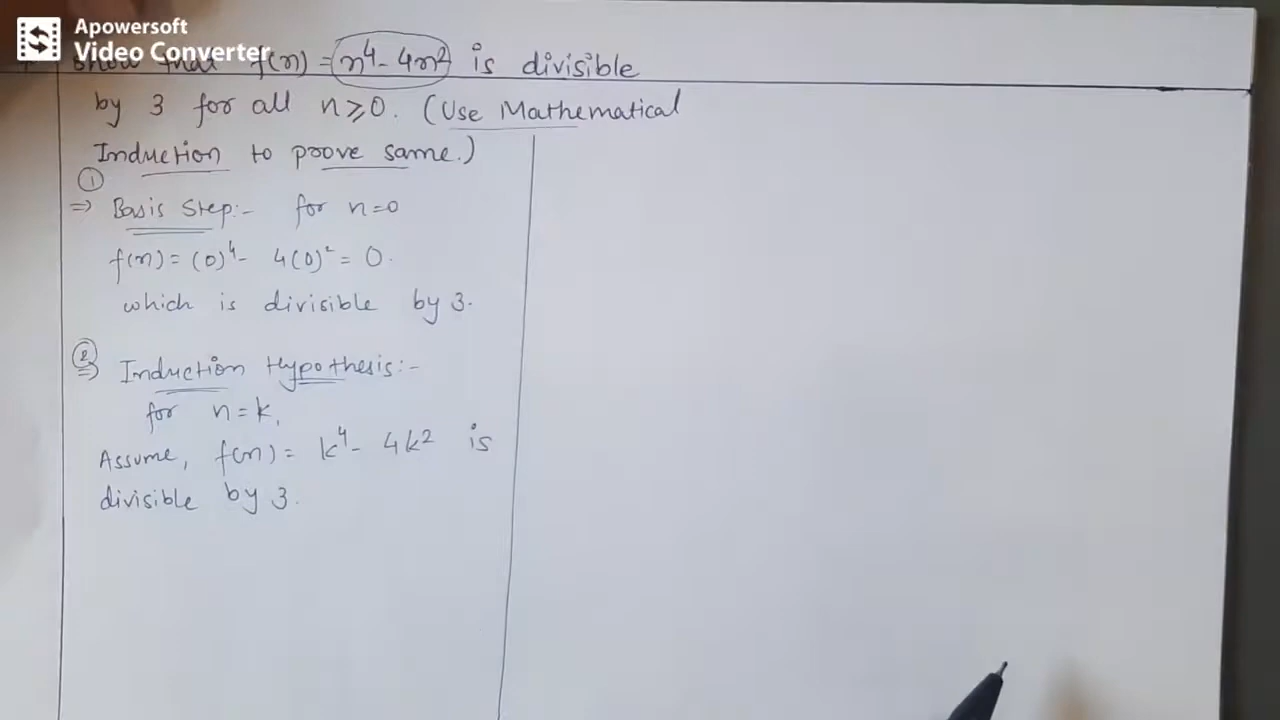 Apowersoft
Video Converter
f(n) = n⁴ - 4n² is divisible
by 3 for all n ≥ 0. (Use Mathematical
Induction to prove same.)
①
⇒ Basis Step:- for n=0
f(n) = (0)⁴ - 4(0)² = 0.
which is divisible by 3.
②
⇒ Induction Hypothesis:-
for n = k,
Assume, f(n) = k⁴ - 4k² is
divisible by 3.